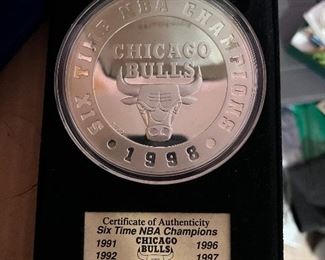 SIX TIME NBA CHAMPIONS
CHICAGO
BULLS
• 1998 •
Certificate of Authenticity
Six Time NBA Champions
1991 CHICAGO 1996
1992 BULLS 1997